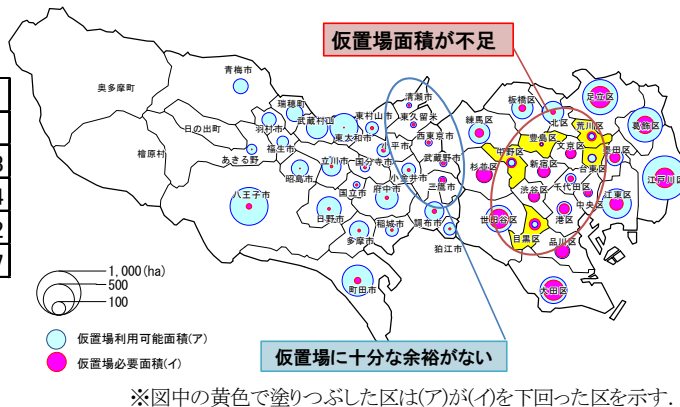 仮置場面積が不足
奥多摩町
青梅市
瑞穂町
日の出町
羽村市
武蔵村山
東村山市
清瀬市
東久留米
東大和市
西東京市
檜原村
あきる野
福生市
小平市
武蔵野市
昭島市
立川市
国分寺市
小金井市
三鷹市
国立市
八王子市
日野市
府中市
調布市
多摩市
稲城市
狛江市
町田市
板橋区
北区
足立区
練馬区
豊島区
荒川区
葛飾区
中野区
文京区
墨田区
杉並区
新宿区
台東区
千代田区
江戸川区
渋谷区
中央区
江東区
世田谷区
港区
目黒区
品川区
大田区
3
4
2
7
1,000(ha)
500
100
仮置場利用可能面積(ア)
仮置場必要面積(イ)
仮置場に十分な余裕がない
※図中の黄色で塗りつぶした区は(ア)が(イ)を下回った区を示す.